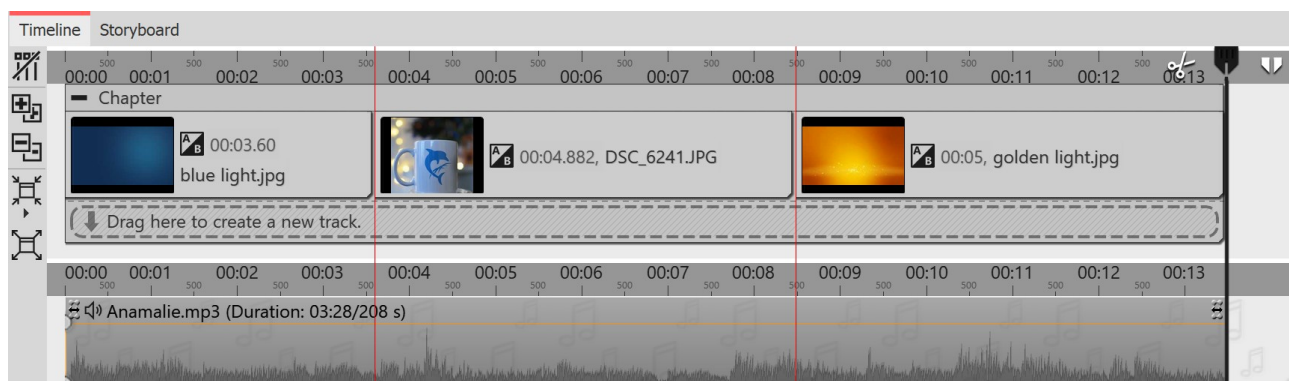 Timeline Storyboard
500 500 500 500 500 500 500 500 500 500 500 500 500
00:00 00:01 00:02 00:03 00:04 00:05 00:06 00:07 00:08 00:09 00:10 00:11 00:12 00:13
Chapter
A B 00:03.60
blue light.jpg
A B 00:04.882, DSC_6241.JPG
A B 00:05, golden light.jpg
Drag here to create a new track.
00:00 00:01 00:02 00:03 00:04 00:05 00:06 00:07 00:08 00:09 00:10 00:11 00:12 00:13
500 500 500 500 500 500 500 500 500 500 500 500 500
Anamalie.mp3 (Duration: 03:28/208 s)